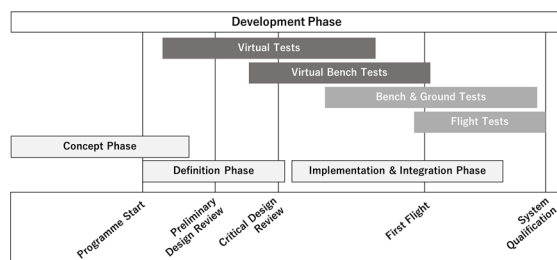 Development Phase
Virtual Tests
Virtual Bench Tests
Bench & Ground Tests
Flight Tests
Concept Phase
Definition Phase
Implementation & Integration Phase
Programme Start
Preliminary
Design Review
Critical Design
Review
First Flight
System
Qualification